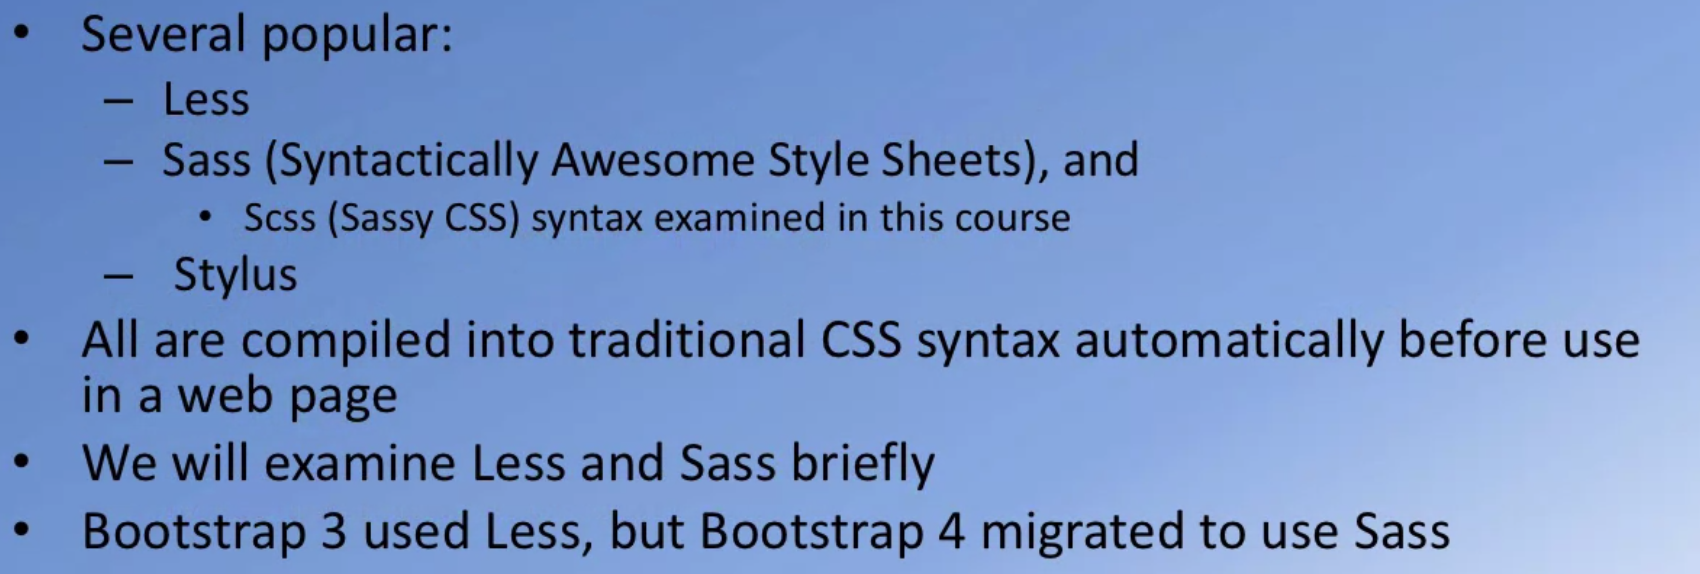 • Several popular:
– Less
– Sass (Syntactically Awesome Style Sheets), and
• Scss (Sassy CSS) syntax examined in this course
– Stylus
• All are compiled into traditional CSS syntax automatically before use
in a web page
• We will examine Less and Sass briefly
• Bootstrap 3 used Less, but Bootstrap 4 migrated to use Sass